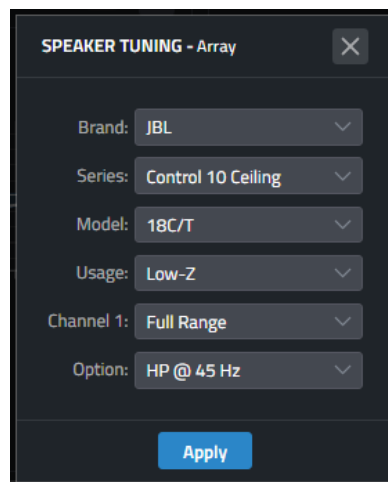 SPEAKER TUNING - Array
Brand: JBL
Series: Control 10 Ceiling
Model: 18C/T
Usage: Low-Z
Channel 1: Full Range
Option: HP @ 45 Hz
Apply